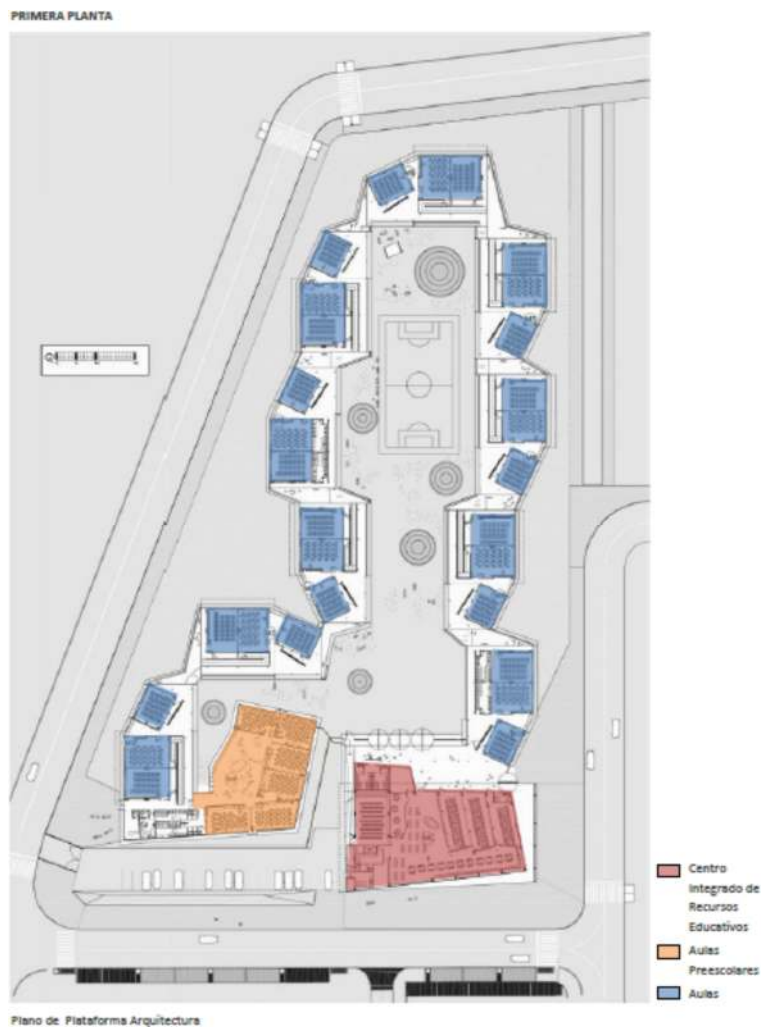 PRIMERA PLANTA
Centro
Integrado de
Recursos
Educativos
Aulas
Preescolares
Aulas
Plano de Plataforma Arquitectura